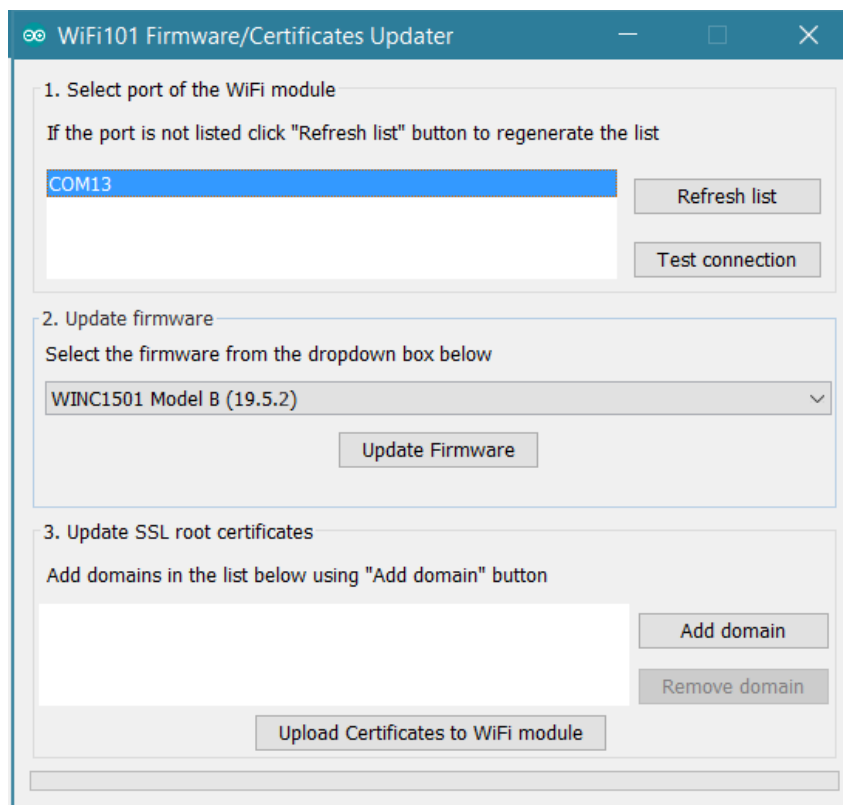 WiFi101 Firmware/Certificates Updater
1. Select port of the WiFi module
If the port is not listed click "Refresh list" button to regenerate the list
COM13
Refresh list
Test connection
2. Update firmware
Select the firmware from the dropdown box below
WINC1501 Model B (19.5.2)
Update Firmware
3. Update SSL root certificates
Add domains in the list below using "Add domain" button
Add domain
Remove domain
Upload Certificates to WiFi module